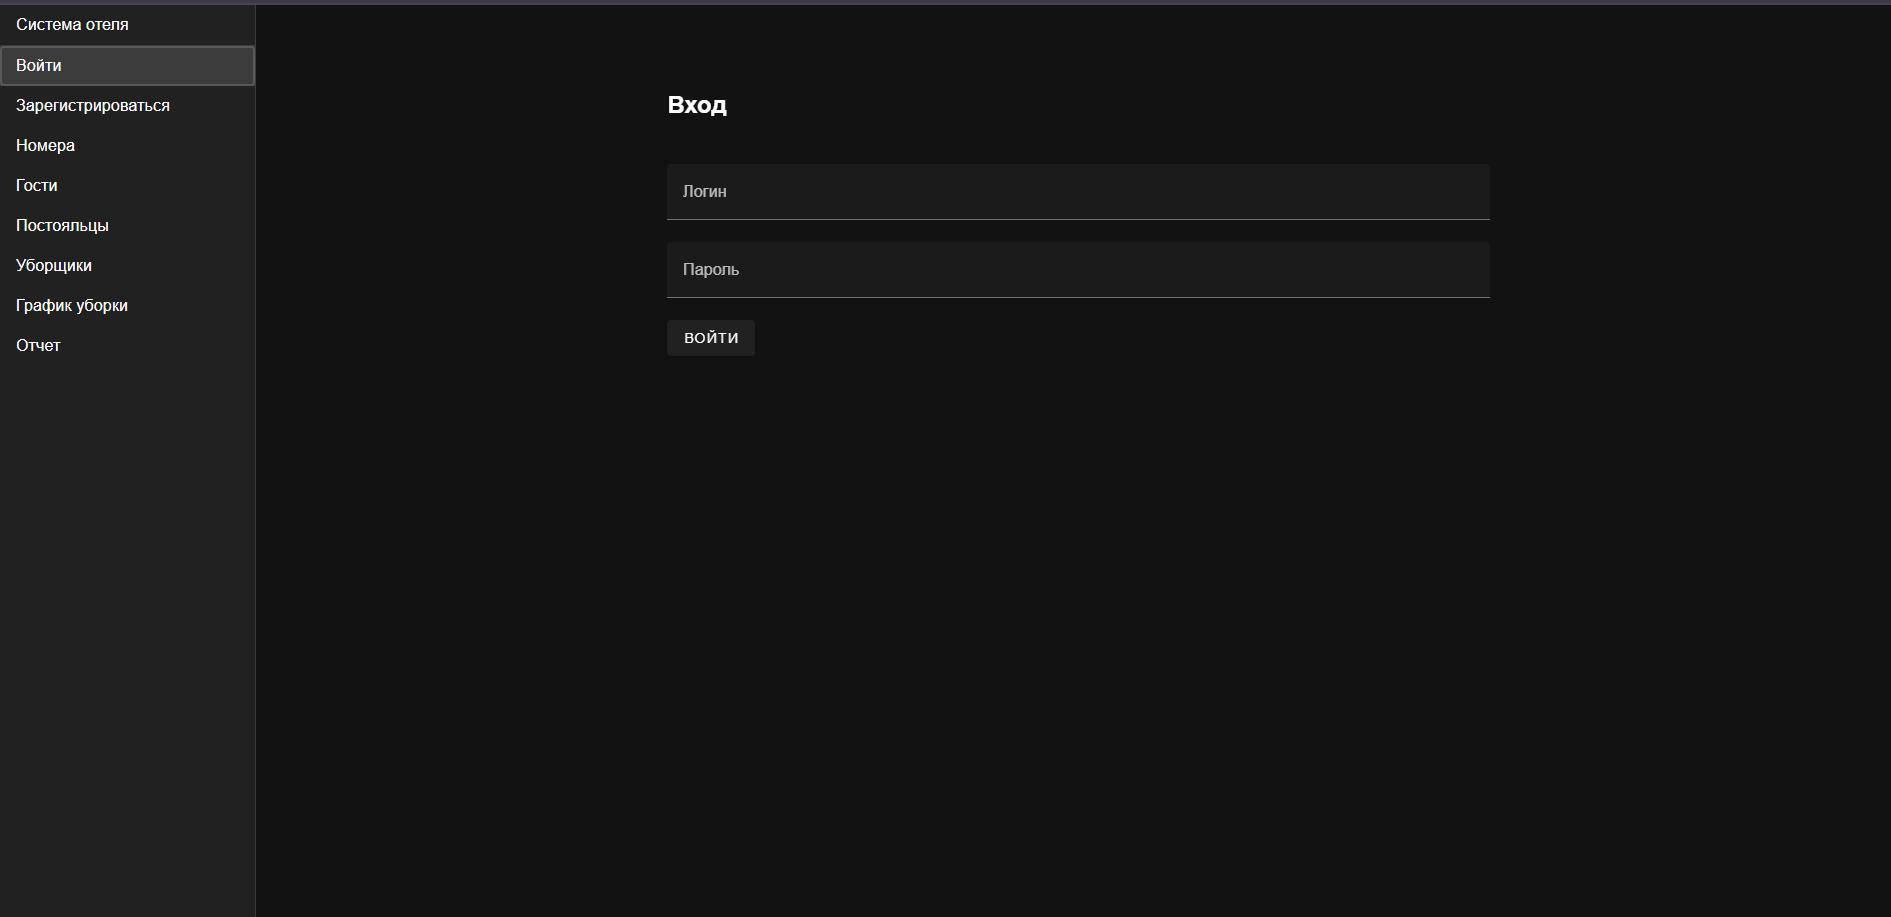 Система отеля
Войти
Зарегистрироваться
Номера
Гости
Постояльцы
Уборщики
График уборки
Отчет
Вход
Логин
Пароль
ВОЙТИ